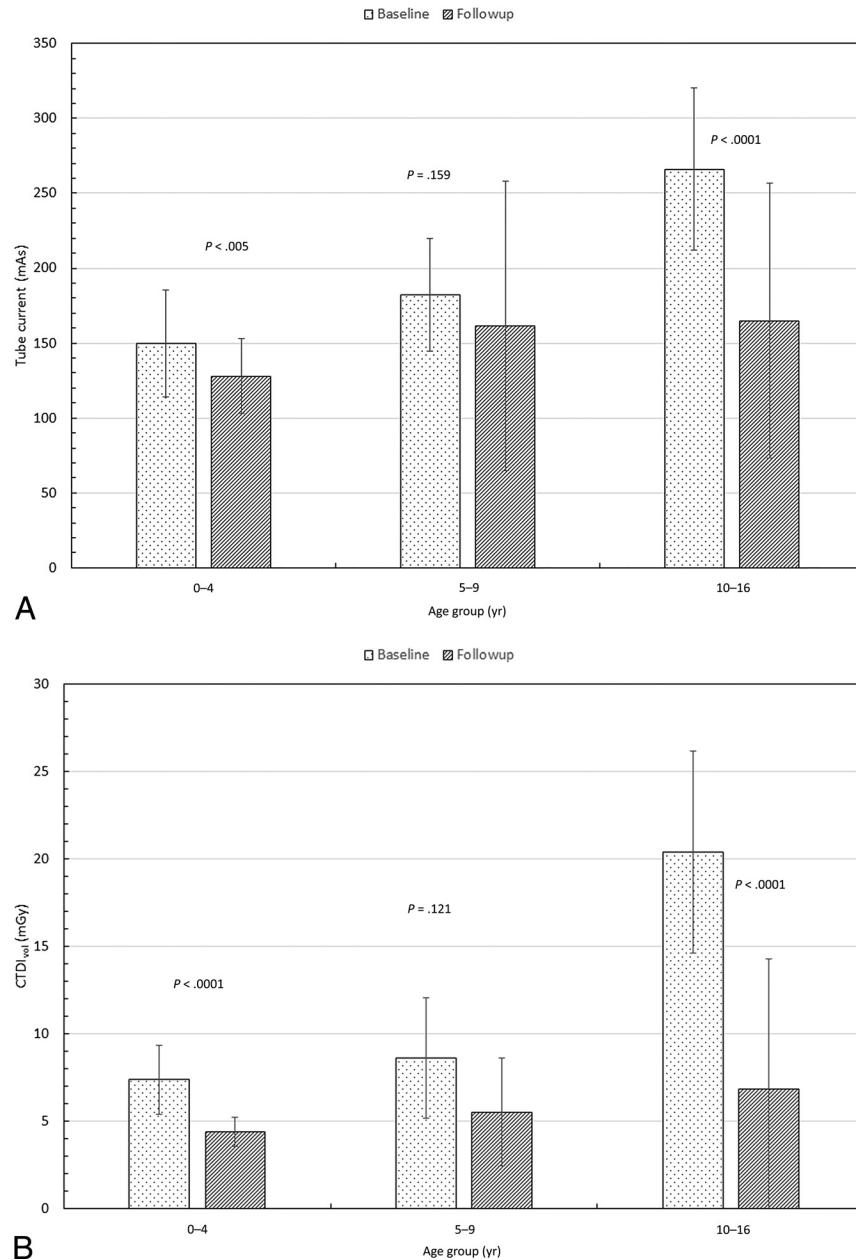 Baseline Followup
350
300
250
200
150
100
50
0
Tube current (mAs)
P < .005
P = .159
P < .0001
0–4 5–9 10–16
Age group (yr)
A
Baseline Followup
30
25
20
15
10
5
0
CTDIvol (mGy)
P < .0001
P = .121
P < .0001
0–4 5–9 10–16
Age group (yr)
B